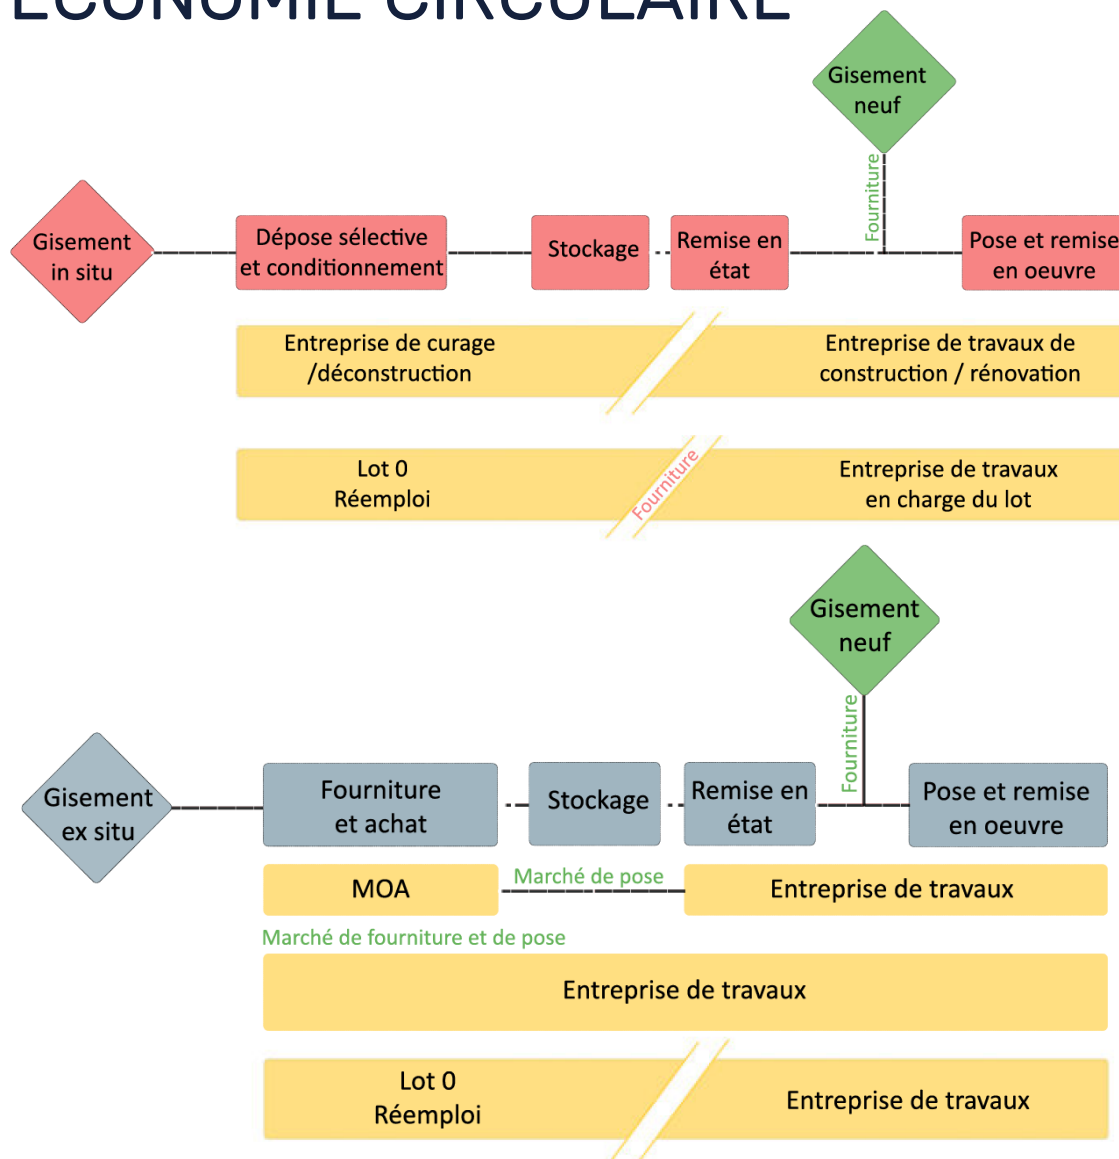 ÉCONOMIE CIRCULAIRE
Gisement
neuf
Fourniture
Gisement
in situ
Dépose sélective
et conditionnement
Stockage
Remise en
état
Pose et remise
en oeuvre
Entreprise de curage
/déconstruction
Entreprise de travaux de
construction / rénovation
Lot 0
Réemploi
Fourniture
Entreprise de travaux
en charge du lot
Gisement
neuf
Fourniture
Gisement
ex situ
Fourniture
et achat
Stockage
Remise en
état
Pose et remise
en oeuvre
MOA
Marché de pose
Entreprise de travaux
Marché de fourniture et de pose
Entreprise de travaux
Lot 0
Réemploi
Entreprise de travaux